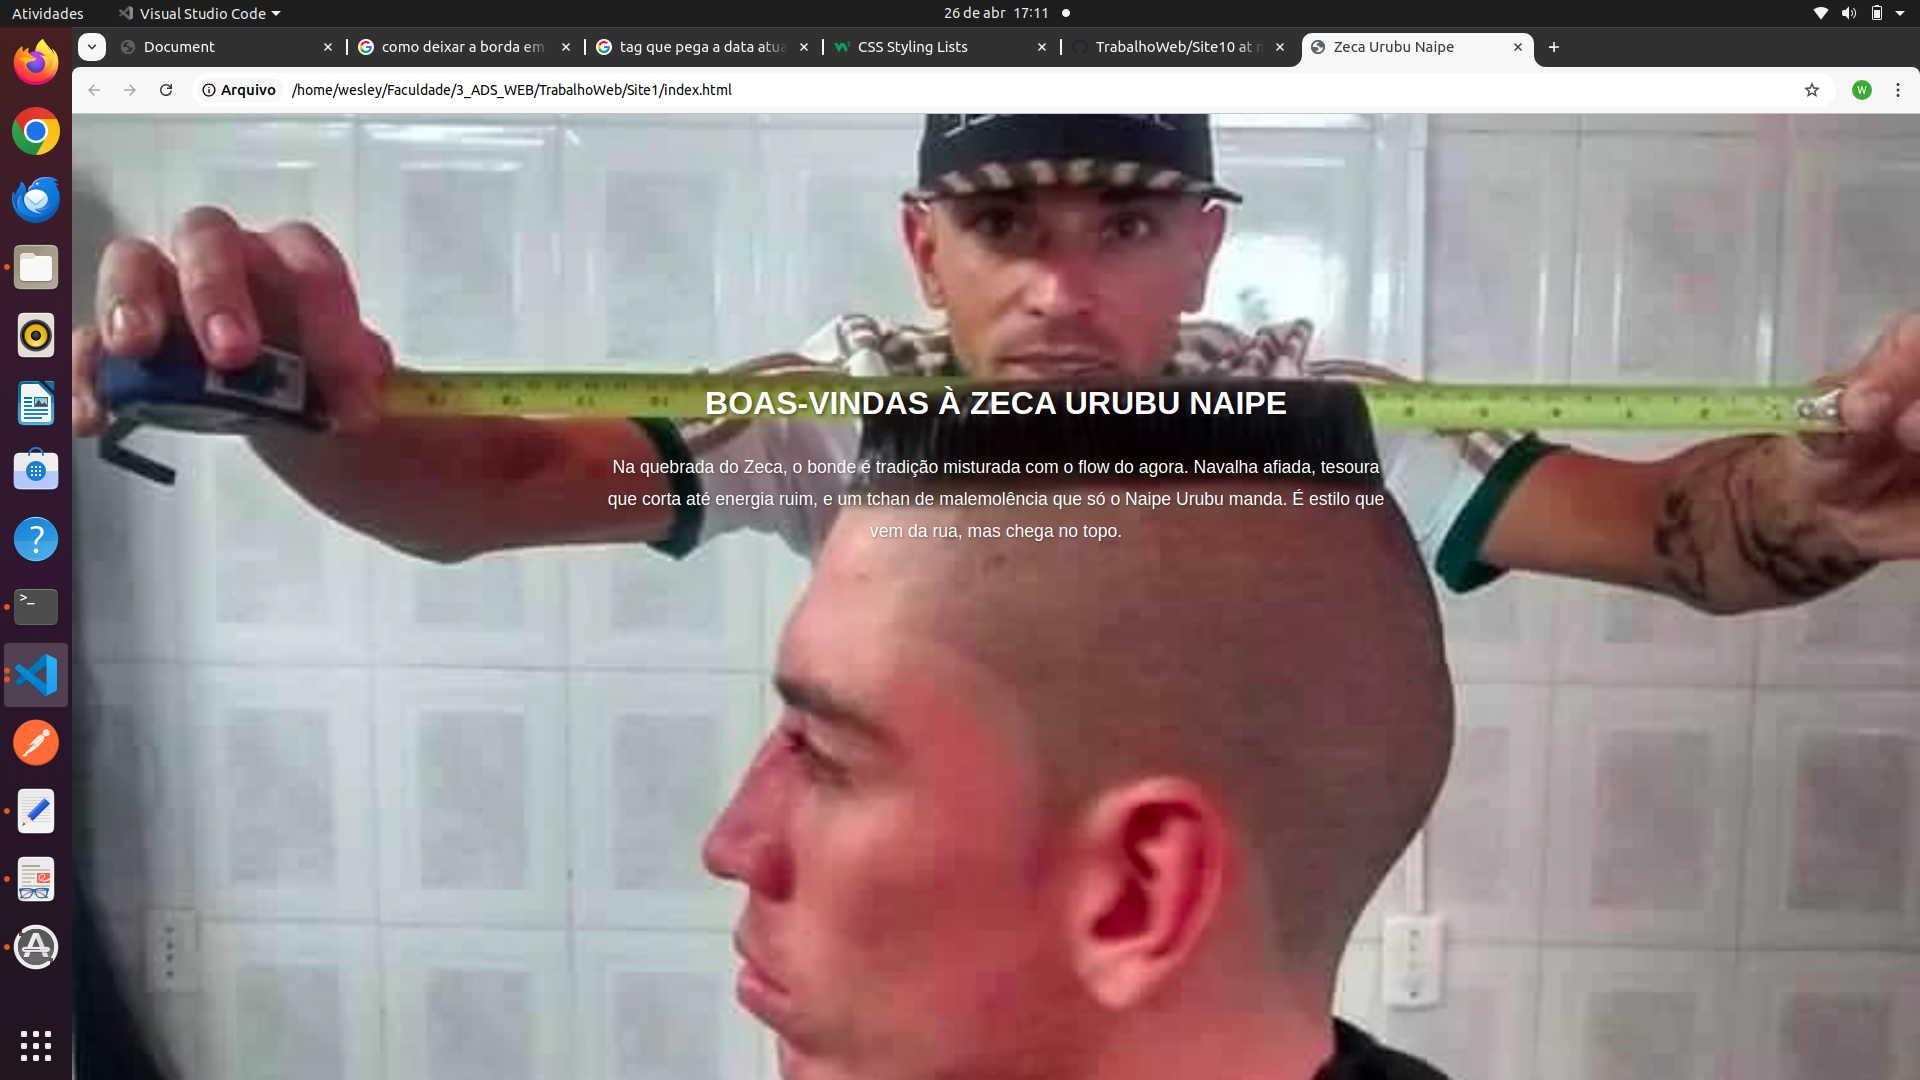 Atividades
Visual Studio Code
26 de abr 17:11
Document
como deixar a borda em
tag que pega a data atua
CSS Styling Lists
TrabalhoWeb/Site10 at m
Zeca Urubu Naipe
Arquivo
/home/wesley/Faculdade/3_ADS_WEB/TrabalhoWeb/Site1/index.html
W
BOAS-VINDAS À ZECA URUBU NAIPE
Na quebrada do Zeca, o bonde é tradição misturada com o flow do agora. Navalha afiada, tesoura
que corta até energia ruim, e um tchan de malemolência que só o Naipe Urubu manda. É estilo que
vem da rua, mas chega no topo.